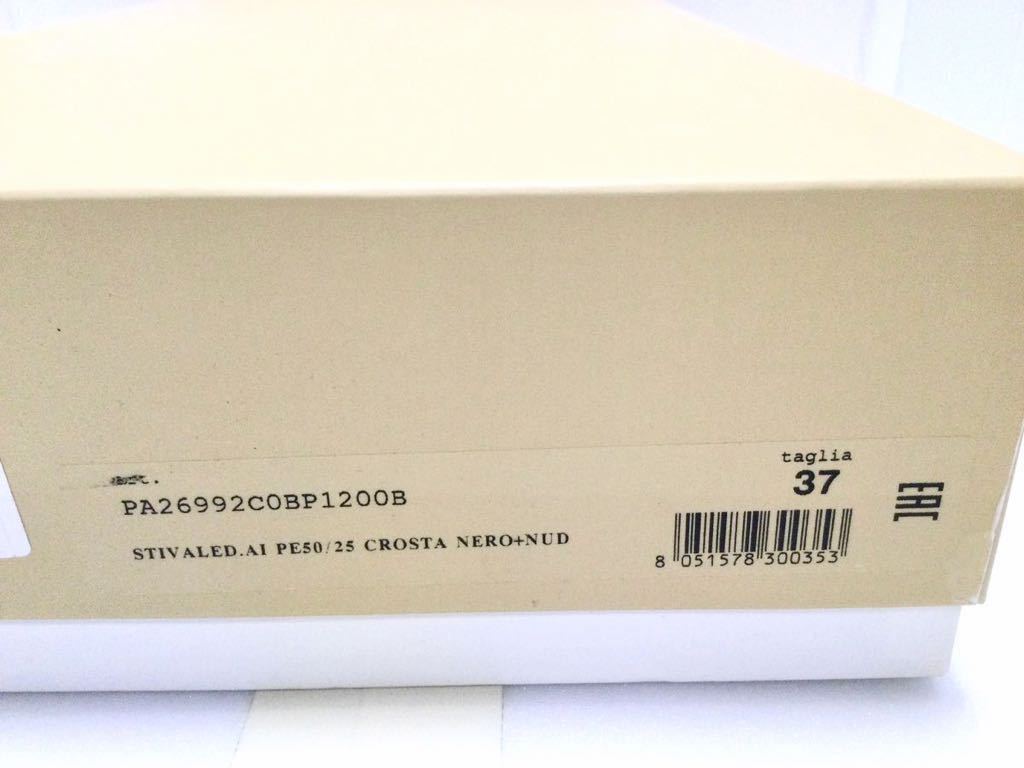 taglia
37
PA26992C0BP1200B
STIVALED.AI PE50/25 CROSTA NERO+NUD
8 051578 300353
EAC